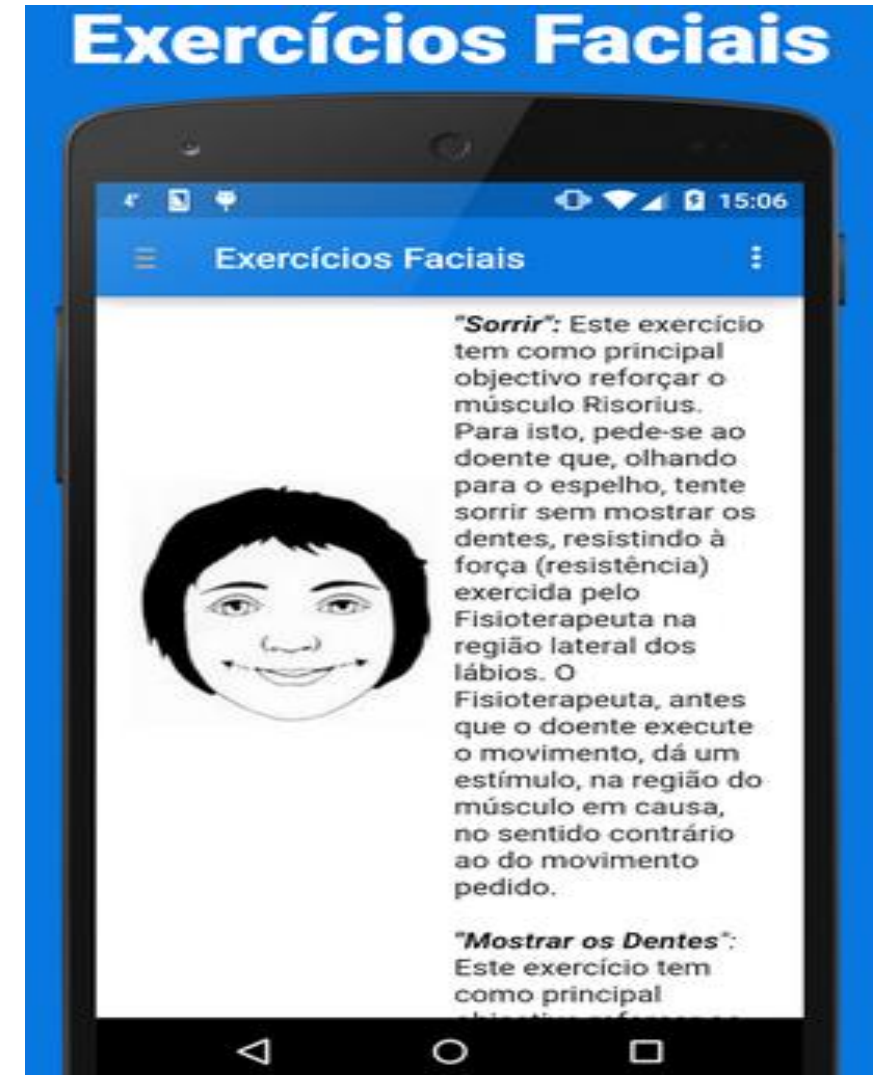 Exercícios Faciais
15:06
Exercícios Faciais
"Sorrir": Este exercício
tem como principal
objectivo reforçar o
músculo Risorius.
Para isto, pede-se ao
doente que, olhando
para o espelho, tente
sorrir sem mostrar os
dentes, resistindo à
força (resistência)
exercida pelo
Fisioterapeuta na
região lateral dos
lábios. O
Fisioterapeuta, antes
que o doente execute
o movimento, dá um
estímulo, na região do
músculo em causa,
no sentido contrário
ao do movimento
pedido.
"Mostrar os Dentes":
Este exercício tem
como principal